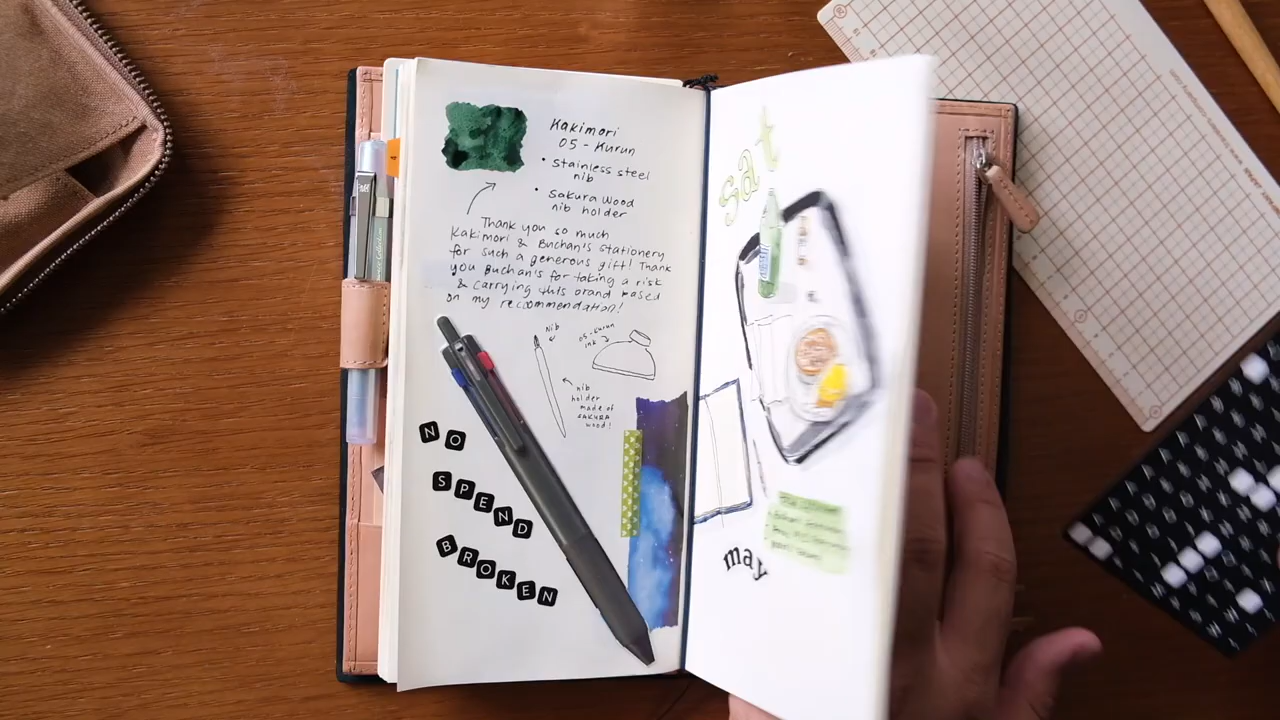 Kakimori
05 - Kurun
• stainless steel
nib
• Sakura Wood
nib holder
Thank you so much
Kakimori & Buchan's Stationery
for such a generous gift! Thank
you Buchan's for taking a risk
& carrying this brand based
on my recommendation!
Nib
05-Kurun
ink
nib
holder
made of
SAKURA
wood!
NO
SPEND
BROKEN
sat
may